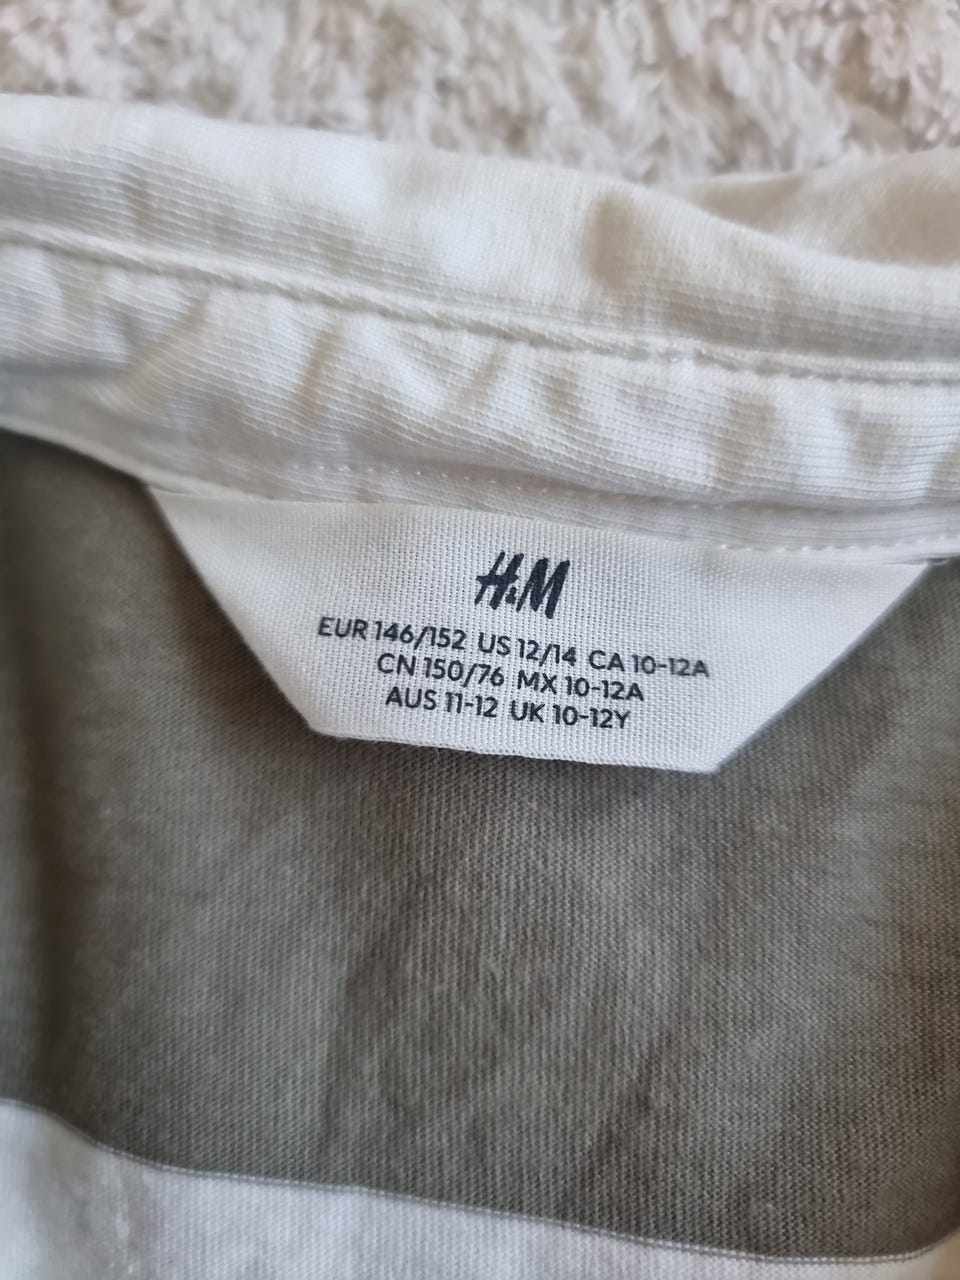 H&M
EUR 146/152 US 12/14 CA 10-12A
CN 150/76 MX 10-12A
AUS 11-12 UK 10-12Y